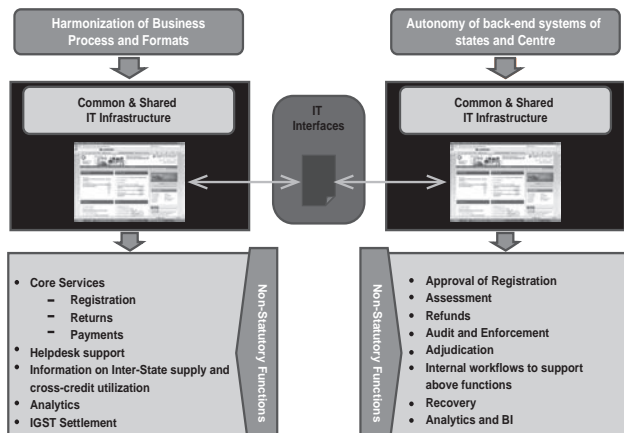 Harmonization of Business
Process and Formats
Autonomy of back-end systems of
states and Centre
Common & Shared
IT Infrastructure
IT
Interfaces
Common & Shared
IT Infrastructure
• Core Services
– Registration
– Returns
– Payments
• Helpdesk support
• Information on Inter-State supply and
cross-credit utilization
• Analytics
• IGST Settlement
Non-Statutory Functions
Non-Statutory Functions
• Approval of Registration
• Assessment
• Refunds
• Audit and Enforcement
• Adjudication
• Internal workflows to support
above functions
• Recovery
• Analytics and BI